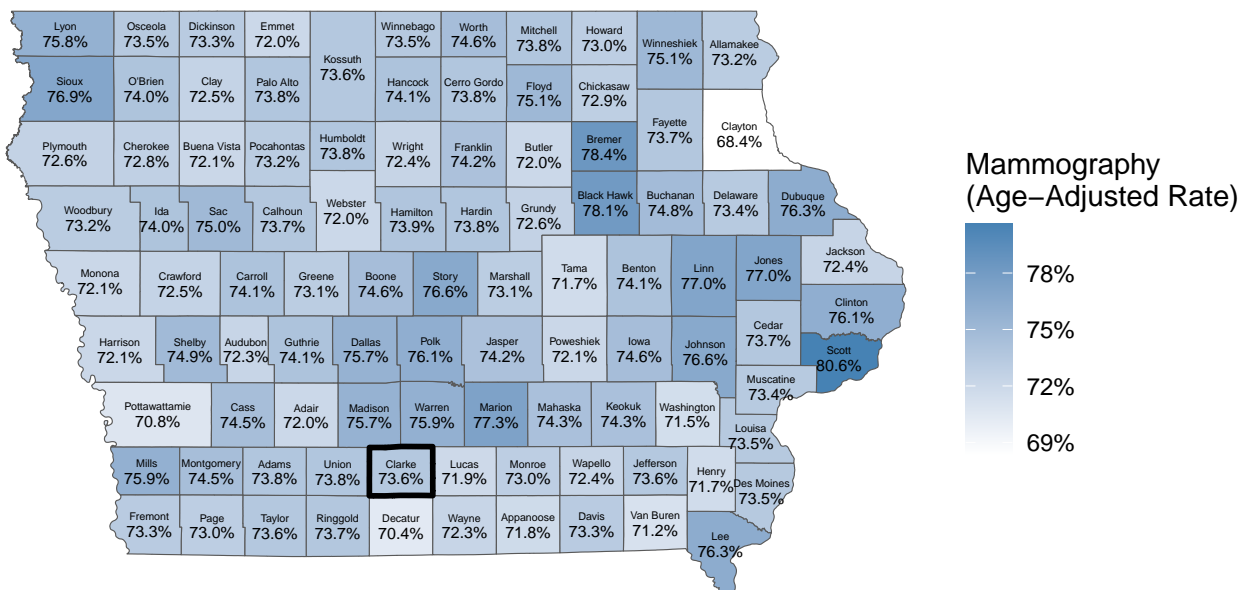 Lyon
75.8%
Osceola
73.5%
Dickinson
73.3%
Emmet
72.0%
Kossuth
73.6%
Winnebago
73.5%
Worth
74.6%
Mitchell
73.8%
Howard
73.0%
Winneshiek
75.1%
Allamakee
73.2%
Sioux
76.9%
O'Brien
74.0%
Clay
72.5%
Palo Alto
73.8%
Hancock
74.1%
Cerro Gordo
73.8%
Floyd
75.1%
Chickasaw
72.9%
Fayette
73.7%
Clayton
68.4%
Plymouth
72.6%
Cherokee
72.8%
Buena Vista
72.1%
Pocahontas
73.2%
Humboldt
73.8%
Wright
72.4%
Franklin
74.2%
Butler
72.0%
Bremer
78.4%
Woodbury
73.2%
Ida
74.0%
Sac
75.0%
Calhoun
73.7%
Webster
72.0%
Hamilton
73.9%
Hardin
73.8%
Grundy
72.6%
Black Hawk
78.1%
Buchanan
74.8%
Delaware
73.4%
Dubuque
76.3%
Monona
72.1%
Crawford
72.5%
Carroll
74.1%
Greene
73.1%
Boone
74.6%
Story
76.6%
Marshall
73.1%
Tama
71.7%
Benton
74.1%
Linn
77.0%
Jones
77.0%
Jackson
72.4%
Clinton
76.1%
Harrison
72.1%
Shelby
74.9%
Audubon
72.3%
Guthrie
74.1%
Dallas
75.7%
Polk
76.1%
Jasper
74.2%
Poweshiek
72.1%
Iowa
74.6%
Johnson
76.6%
Cedar
73.7%
Scott
80.6%
Muscatine
73.4%
Pottawattamie
70.8%
Cass
74.5%
Adair
72.0%
Madison
75.7%
Warren
75.9%
Marion
77.3%
Mahaska
74.3%
Keokuk
74.3%
Washington
71.5%
Louisa
73.5%
Mills
75.9%
Montgomery
74.5%
Adams
73.8%
Union
73.8%
Clarke
73.6%
Lucas
71.9%
Monroe
73.0%
Wapello
72.4%
Jefferson
73.6%
Henry
71.7%
Des Moines
73.5%
Fremont
73.3%
Page
73.0%
Taylor
73.6%
Ringgold
73.7%
Decatur
70.4%
Wayne
72.3%
Appanoose
71.8%
Davis
73.3%
Van Buren
71.2%
Lee
76.3%
Mammography
(Age−Adjusted Rate)
78%
75%
72%
69%